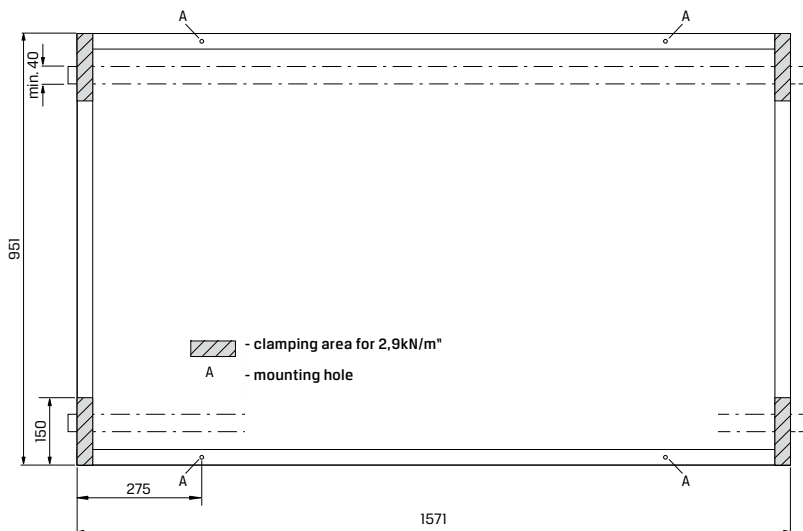 A A
min. 40
951
- clamping area for 2,9kN/m"
A - mounting hole
150
A A
275
1571